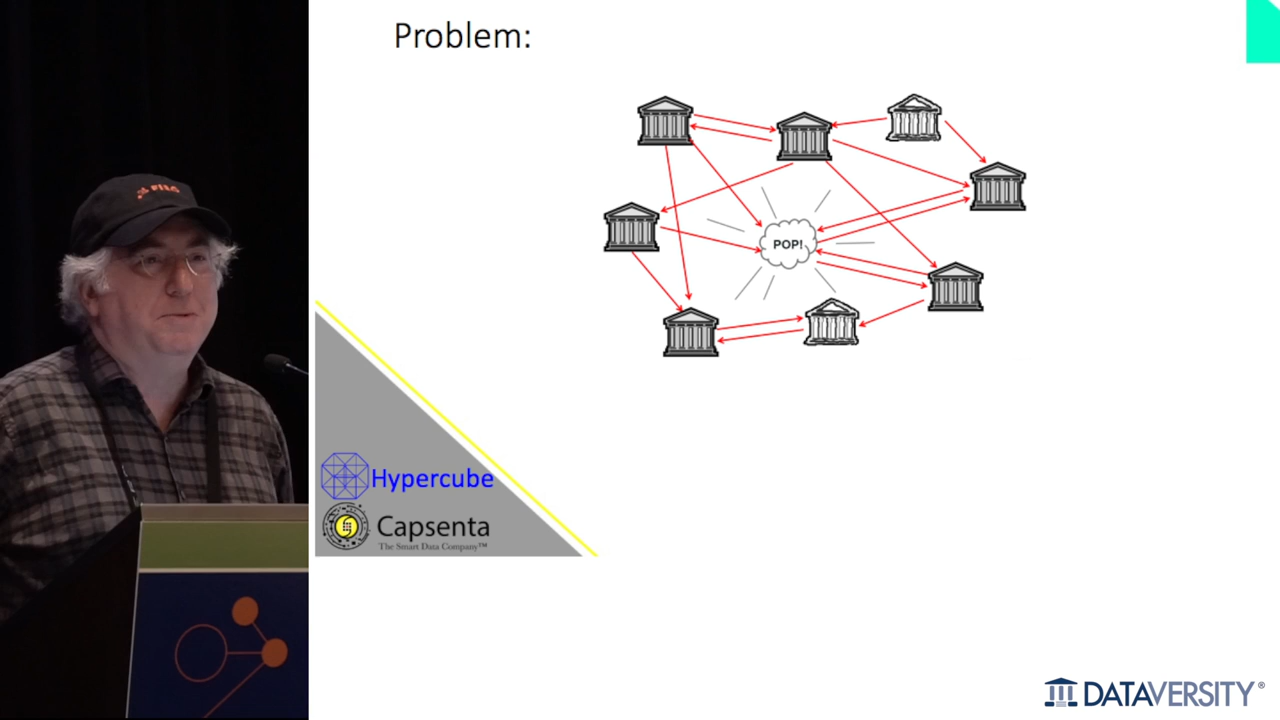 Problem:
POP!
Hypercube
Capsenta
The Smart Data Company™
DATAVERSITY®